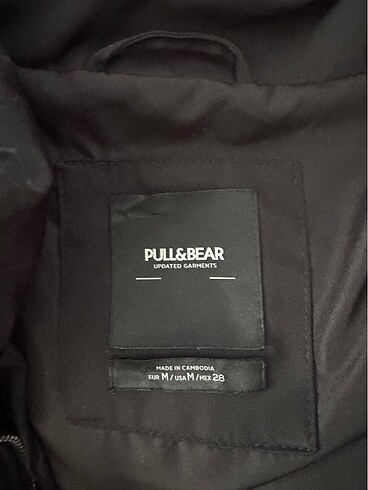 PULL&BEAR
UPDATED GARMENTS
MADE IN CAMBODIA
EUR M / USA M / MEX 28